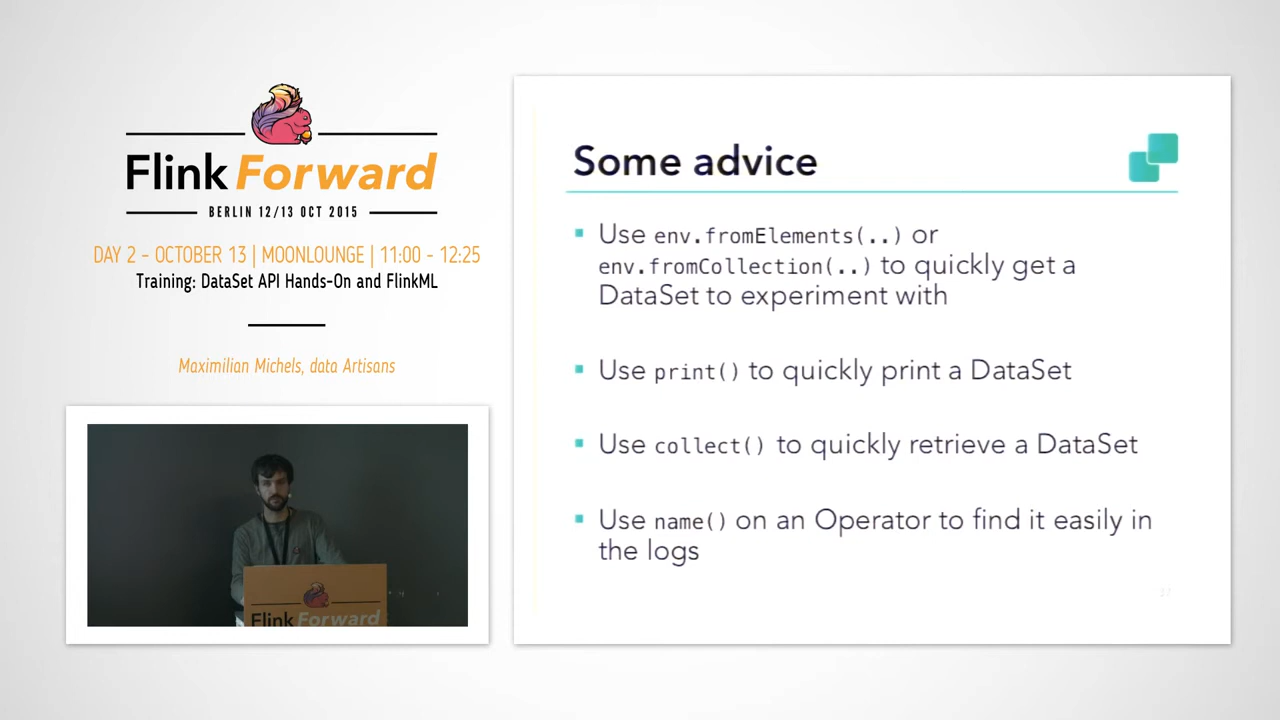 Flink Forward
BERLIN 12/13 OCT 2015
DAY 2 - OCTOBER 13 | MOONLOUNGE | 11:00 - 12:25
Training: DataSet API Hands-On and FlinkML
Maximilian Michels, data Artisans
Flink Forward
Some advice
Use env.fromElements(..) or
env.fromCollection(..) to quickly get a
DataSet to experiment with
Use print() to quickly print a DataSet
Use collect() to quickly retrieve a DataSet
Use name() on an Operator to find it easily in
the logs
37